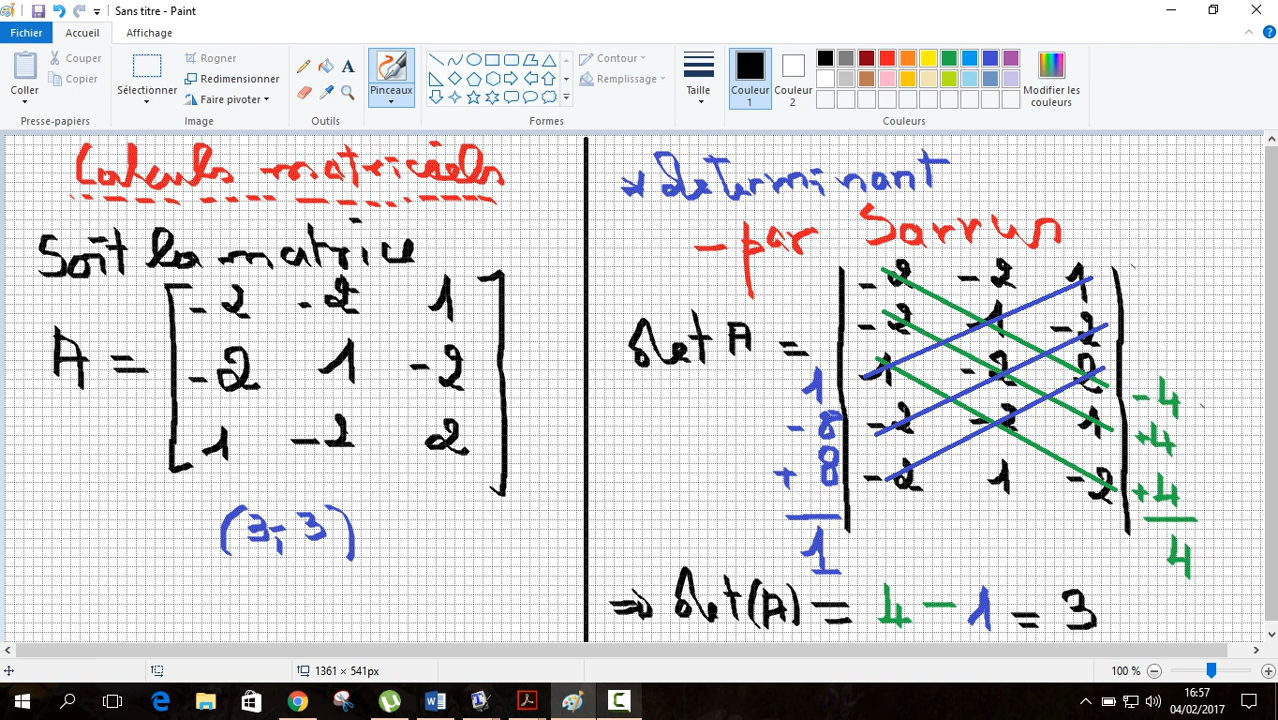 Sans titre - Paint
Fichier Accueil Affichage
Coller
Couper
Copier
Presse-papiers
Sélectionner
Rogner
Redimensionner
Faire pivoter
Image
A
Outils
Pinceaux
Contour
Remplissage
Formes
Taille
Couleur 1
Couleur 2
Modifier les couleurs
Couleurs
Calculs matriciels
Soit la matrice
A =
-2 -2 1
-2 1 -2
1 -2 2
(3; 3)
determinant
- par Sarrus
det A =
-2 -2 1
-2 1 -2
1 -2 2
-2 -2 1
-2 1 -2
1
- 8
+ 8
1
- 4
+4
+4
4
⇒ det(A) = 4 - 1 = 3
1361 × 541px
100 %
16:57
04/02/2017